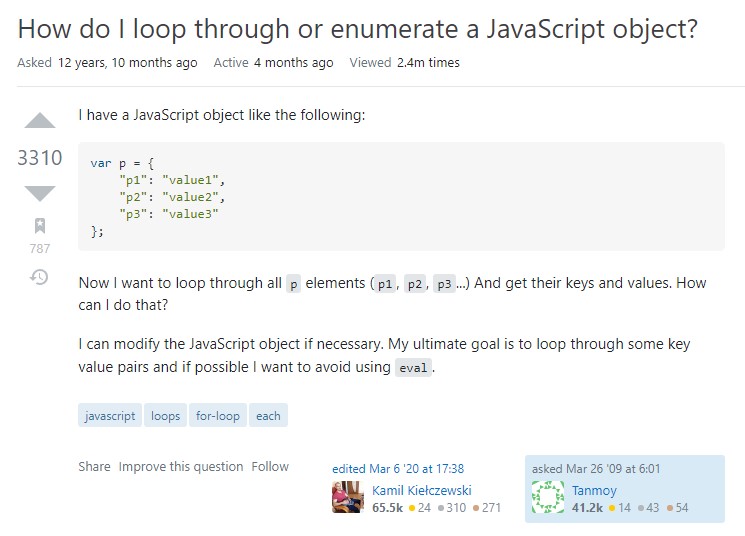 How do I loop through or enumerate a JavaScript object?
Asked 12 years, 10 months ago Active 4 months ago Viewed 2.4m times
I have a JavaScript object like the following:
3310
var p = {
    "p1": "value1",
    "p2": "value2",
    "p3": "value3"
};
787
Now I want to loop through all p elements (p1, p2, p3...) And get their keys and values. How
can I do that?
I can modify the JavaScript object if necessary. My ultimate goal is to loop through some key
value pairs and if possible I want to avoid using eval.
javascript loops for-loop each
Share Improve this question Follow
edited Mar 6 '20 at 17:38
Kamil Kiełczewski
65.5k 24 310 271
asked Mar 26 '09 at 6:01
Tanmoy
41.2k 14 43 54